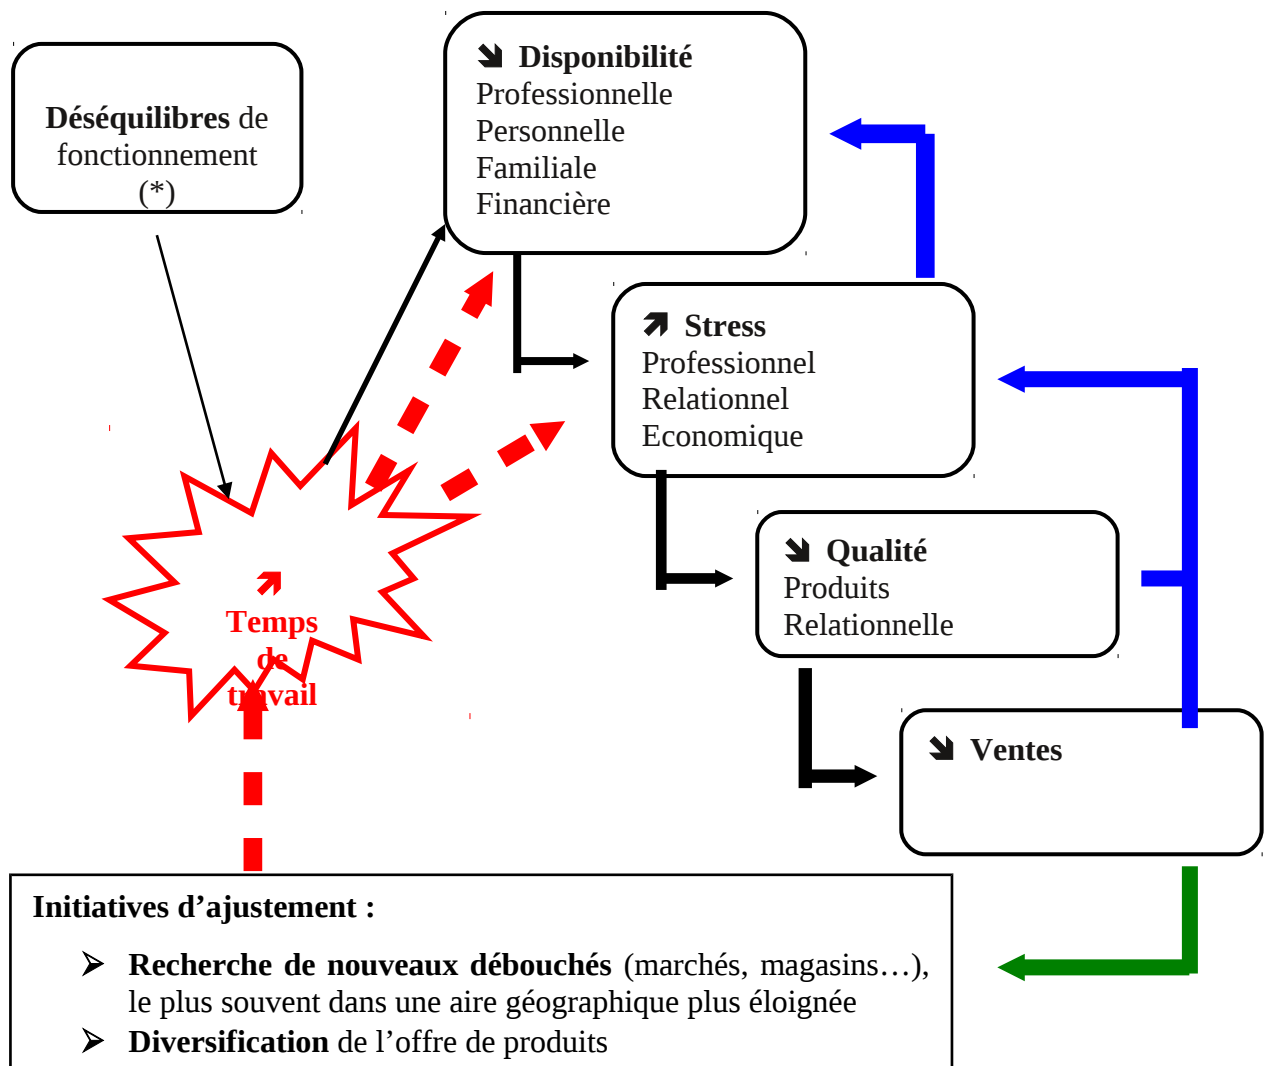 Déséquilibres de
fonctionnement
(*)
Disponibilité
Professionnelle
Personnelle
Familiale
Financière
Stress
Professionnel
Relationnel
Economique
Qualité
Produits
Relationnelle
Ventes
Temps
de
travail
Initiatives d’ajustement :
Recherche de nouveaux débouchés (marchés, magasins…),
le plus souvent dans une aire géographique plus éloignée
Diversification de l’offre de produits